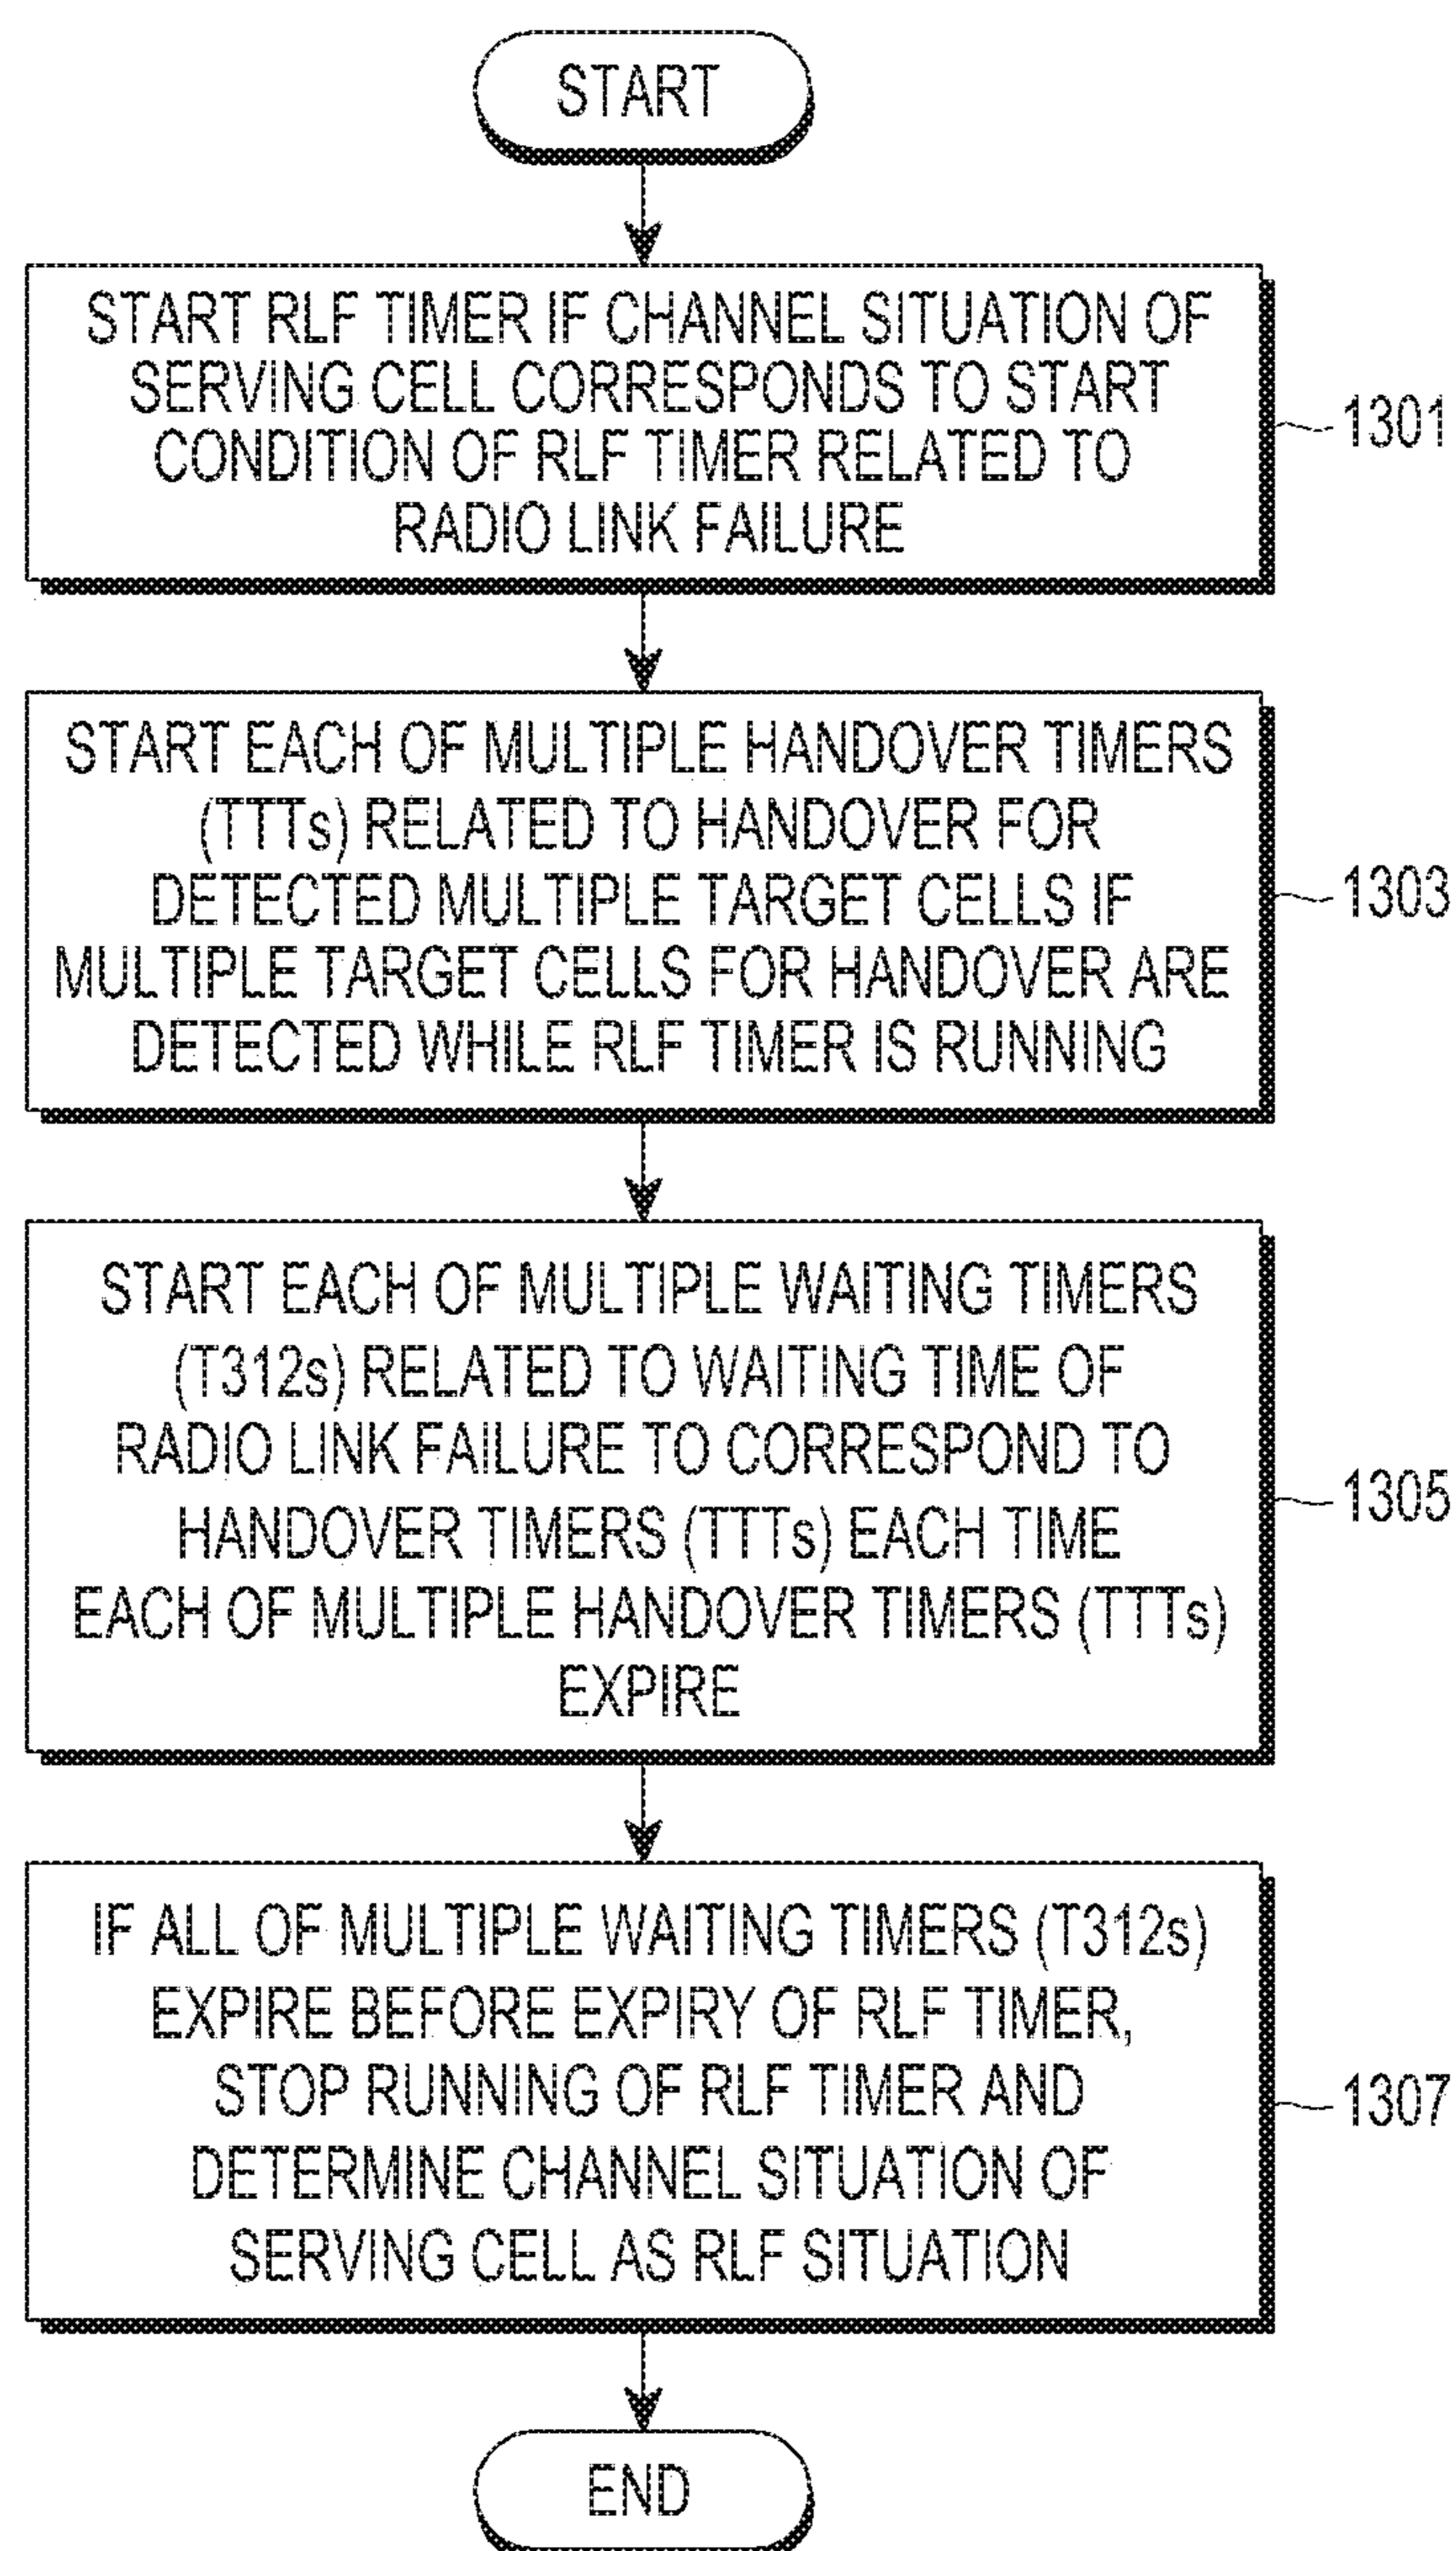 START
START RLF TIMER IF CHANNEL SITUATION OF
SERVING CELL CORRESPONDS TO START
CONDITION OF RLF TIMER RELATED TO
RADIO LINK FAILURE
1301
START EACH OF MULTIPLE HANDOVER TIMERS
(TTTs) RELATED TO HANDOVER FOR
DETECTED MULTIPLE TARGET CELLS IF
MULTIPLE TARGET CELLS FOR HANDOVER ARE
DETECTED WHILE RLF TIMER IS RUNNING
1303
START EACH OF MULTIPLE WAITING TIMERS
(T312s) RELATED TO WAITING TIME OF
RADIO LINK FAILURE TO CORRESPOND TO
HANDOVER TIMERS (TTTs) EACH TIME
EACH OF MULTIPLE HANDOVER TIMERS (TTTs)
EXPIRE
1305
IF ALL OF MULTIPLE WAITING TIMERS (T312s)
EXPIRE BEFORE EXPIRY OF RLF TIMER,
STOP RUNNING OF RLF TIMER AND
DETERMINE CHANNEL SITUATION OF
SERVING CELL AS RLF SITUATION
1307
END